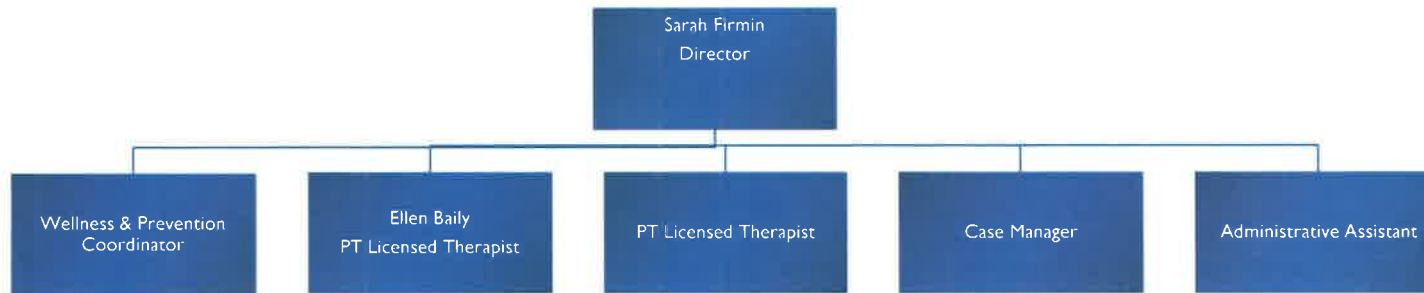 Sarah Firmin
Director
Wellness & Prevention
Coordinator
Ellen Baily
PT Licensed Therapist
PT Licensed Therapist
Case Manager
Administrative Assistant